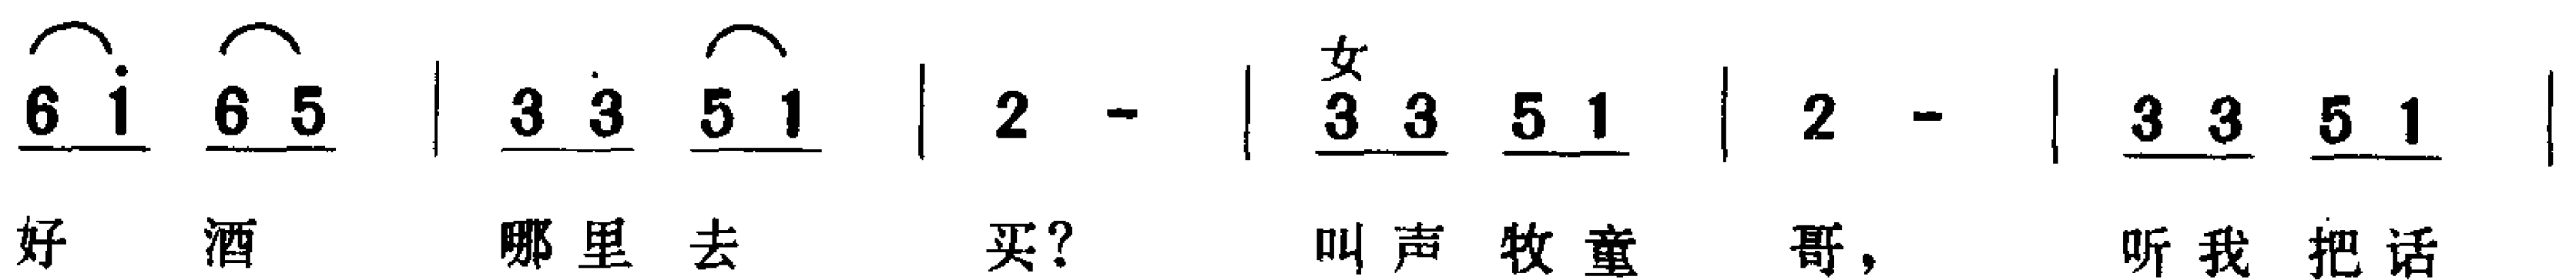 女
6 i 6 5 | 3 3 5 1 | 2 - | 3 3 5 1 | 2 - | 3 3 5 1 |
好 酒 哪里去 买？ 叫声牧童 哥， 听我把话